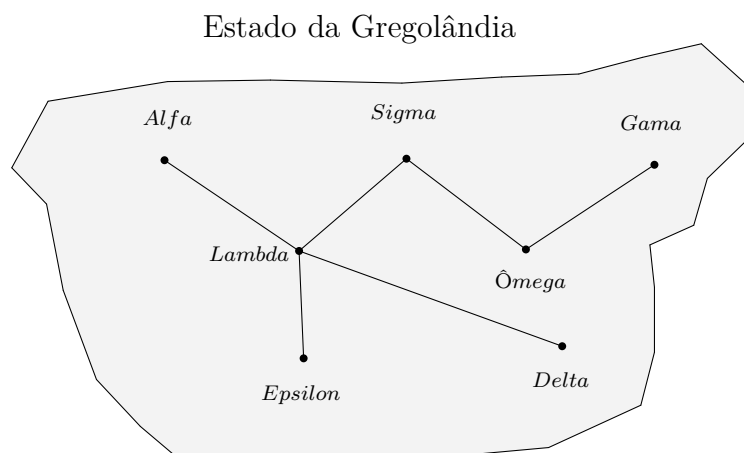 Estado da Gregolândia
Alfa
Sigma
Gama
Lambda
Ômega
Epsilon
Delta